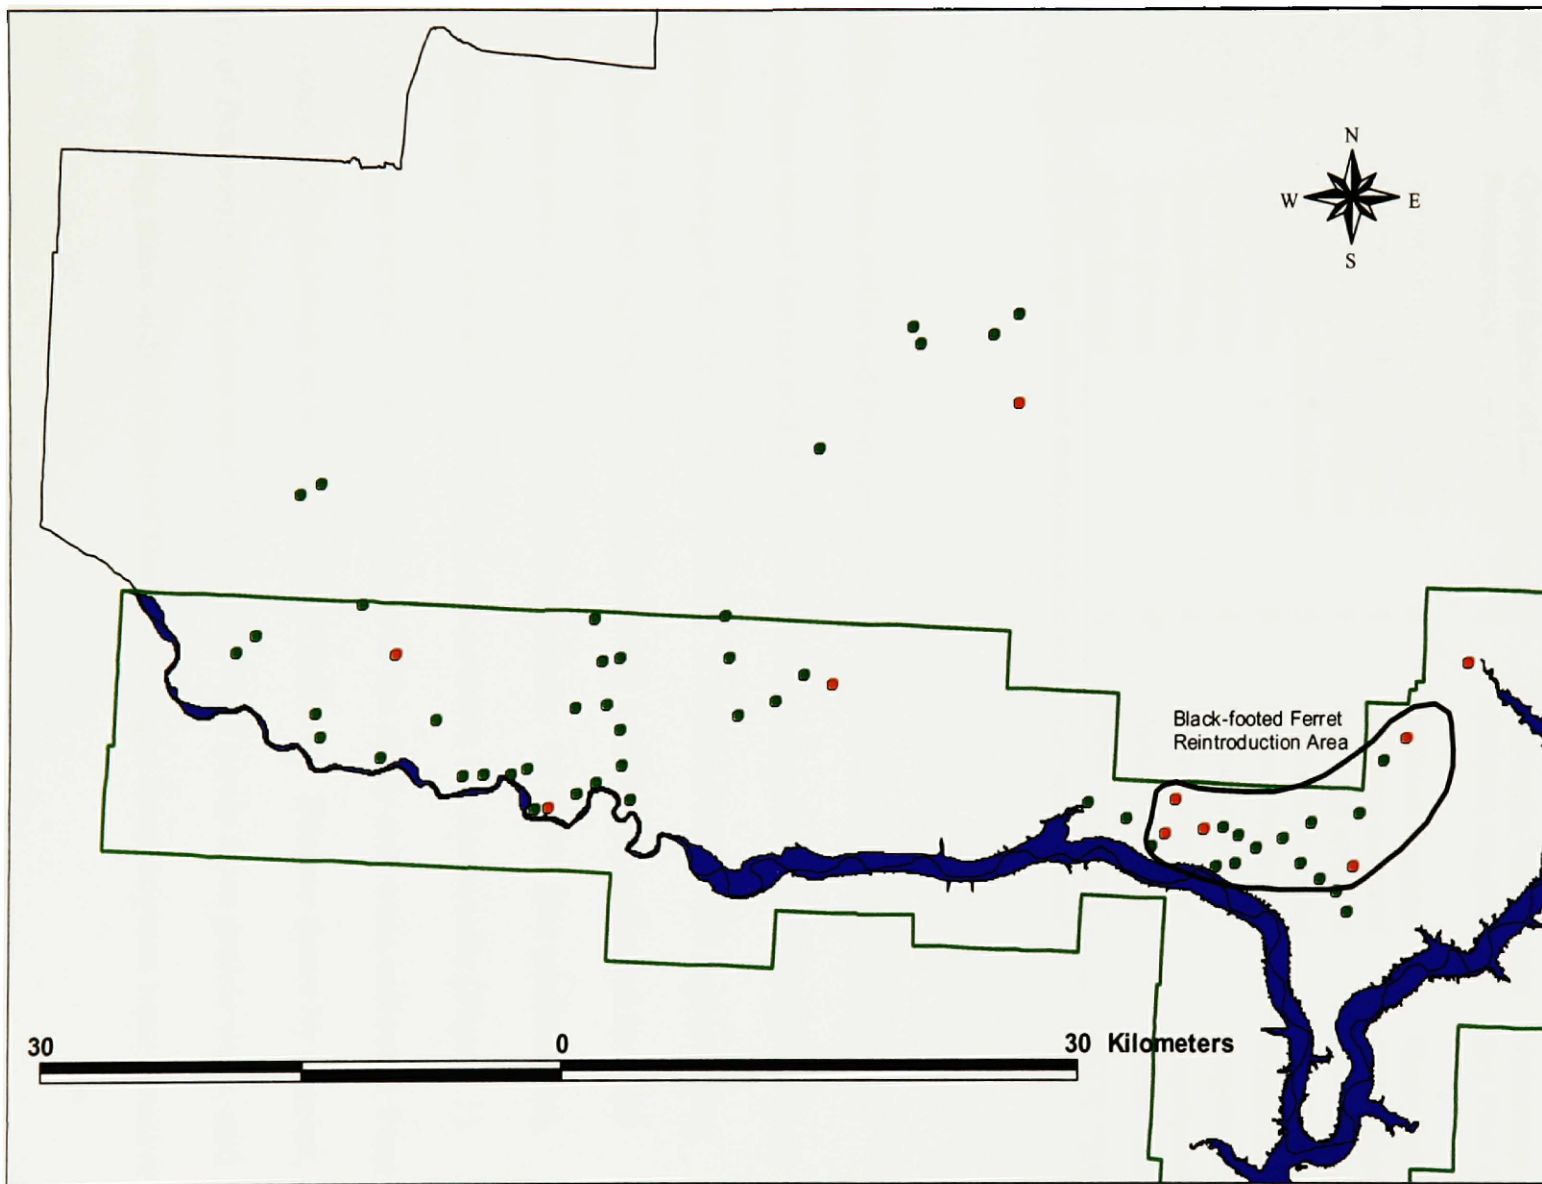 N
W E
S
Black-footed Ferret
Reintroduction Area
30 0 30 Kilometers